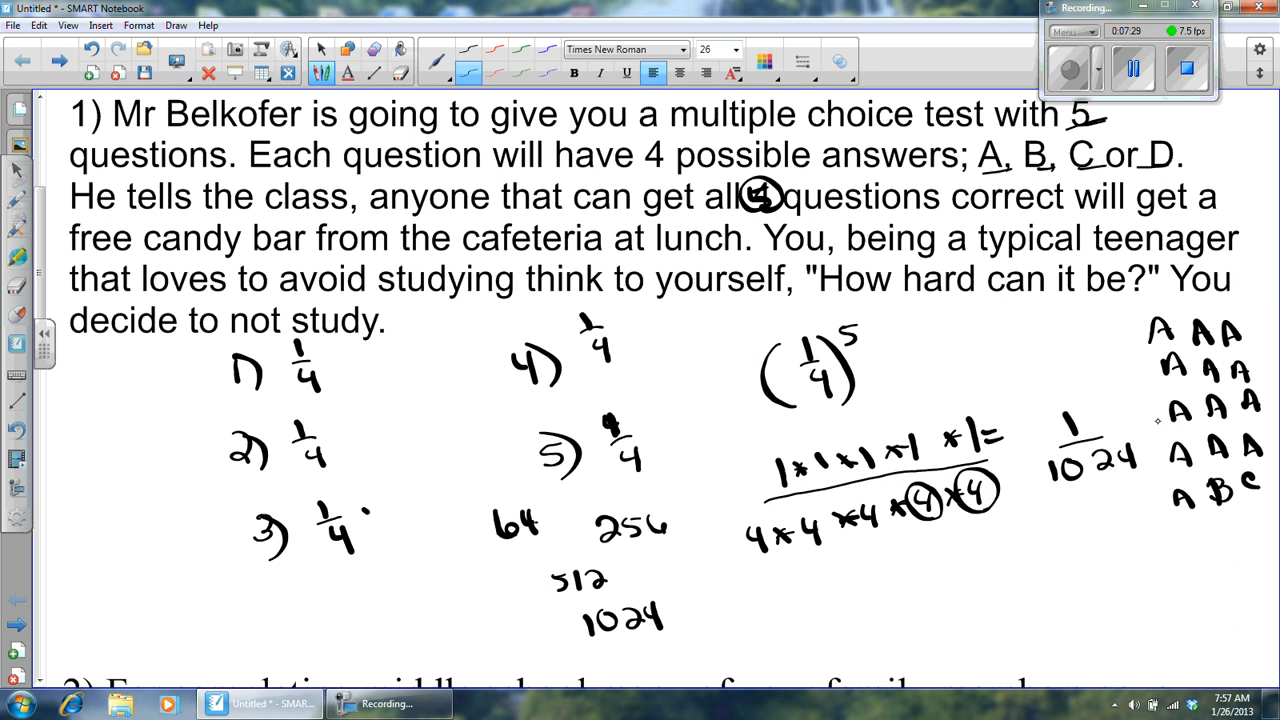 Untitled * - SMART Notebook
File Edit View Insert Format Tools Draw Help
Times New Roman 26
Recording...
Menu 0:07:29 7.5 fps
1) Mr Belkofer is going to give you a multiple choice test with 5
questions. Each question will have 4 possible answers; A, B, C or D.
He tells the class, anyone that can get all 5 questions correct will get a
free candy bar from the cafeteria at lunch. You, being a typical teenager
that loves to avoid studying think to yourself, "How hard can it be?" You
decide to not study.
1) 1/4
2) 1/4
3) 1/4
4) 1/4
5) 1/4
64 256
512
1024
(1/4)^5
1*1*1*1*1=
4*4*4*4*4
1/1024
A A A
A A A
A A A
A A A
A B C
Untitled * - SMAR...
Recording...
7:57 AM
1/26/2013